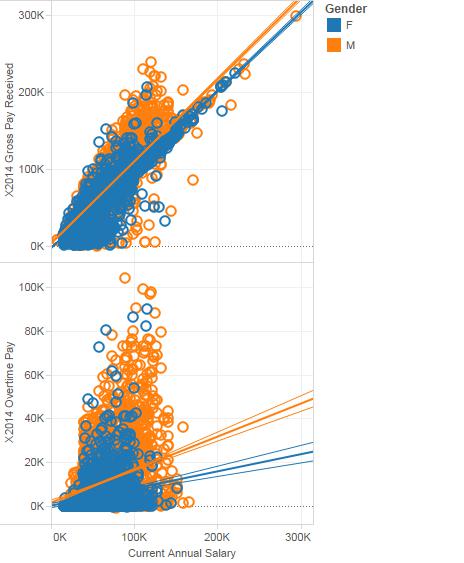 Gender
F
M
X2014 Gross Pay Received
300K
200K
100K
0K
X2014 Overtime Pay
100K
80K
60K
40K
20K
0K
0K 100K 200K 300K
Current Annual Salary